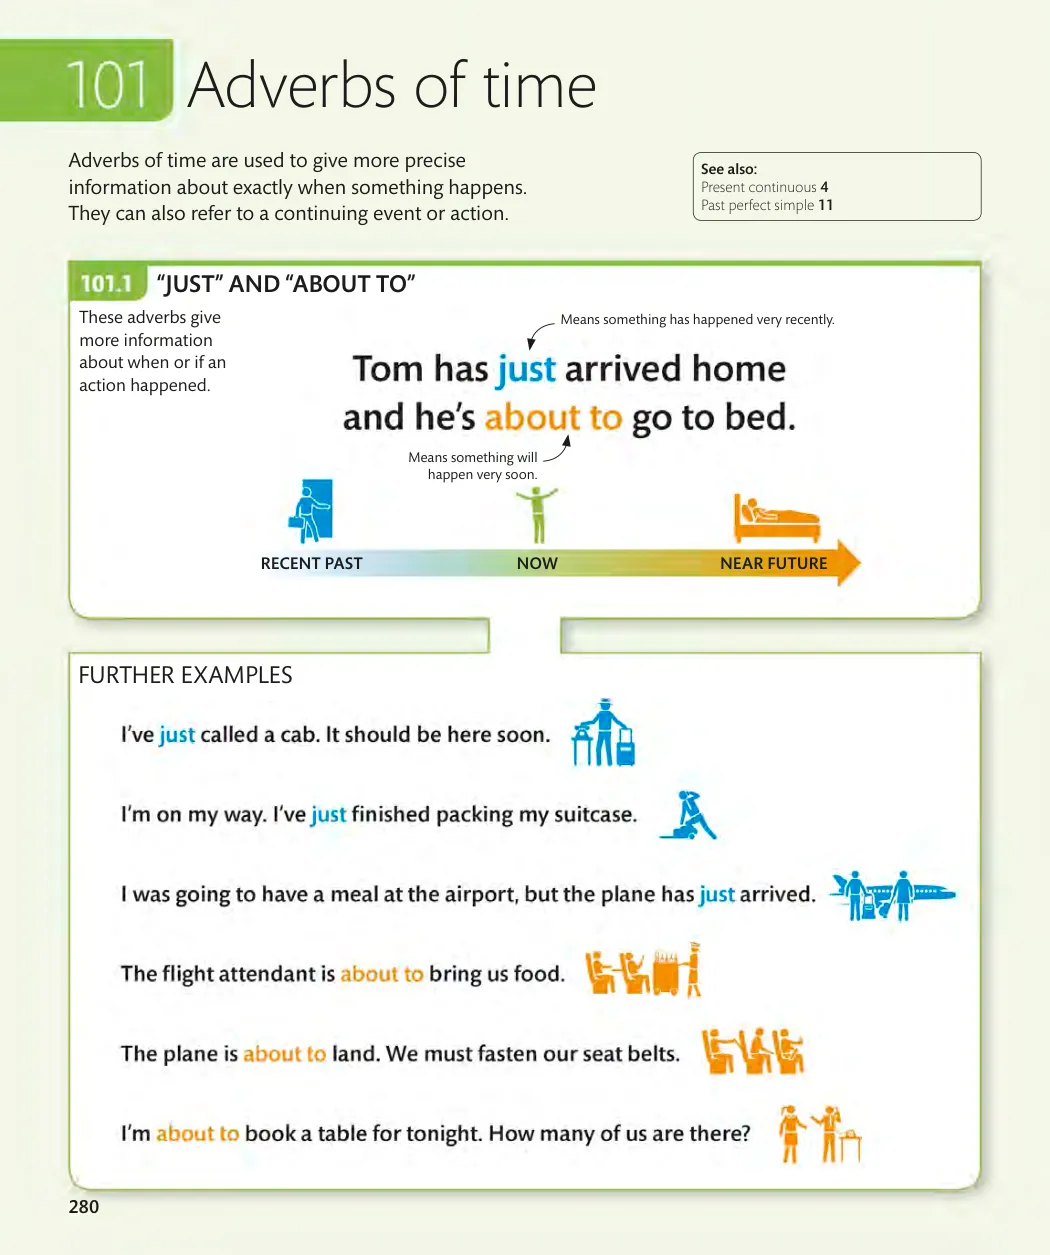 101 Adverbs of time
Adverbs of time are used to give more precise
information about exactly when something happens.
They can also refer to a continuing event or action.
See also:
Present continuous 4
Past perfect simple 11
101.1 “JUST” AND “ABOUT TO”
These adverbs give
more information
about when or if an
action happened.
Means something has happened very recently.
Tom has just arrived home
and he’s about to go to bed.
Means something will
happen very soon.
RECENT PAST NOW NEAR FUTURE
FURTHER EXAMPLES
I’ve just called a cab. It should be here soon.
I’m on my way. I’ve just finished packing my suitcase.
I was going to have a meal at the airport, but the plane has just arrived.
The flight attendant is about to bring us food.
The plane is about to land. We must fasten our seat belts.
I’m about to book a table for tonight. How many of us are there?
280